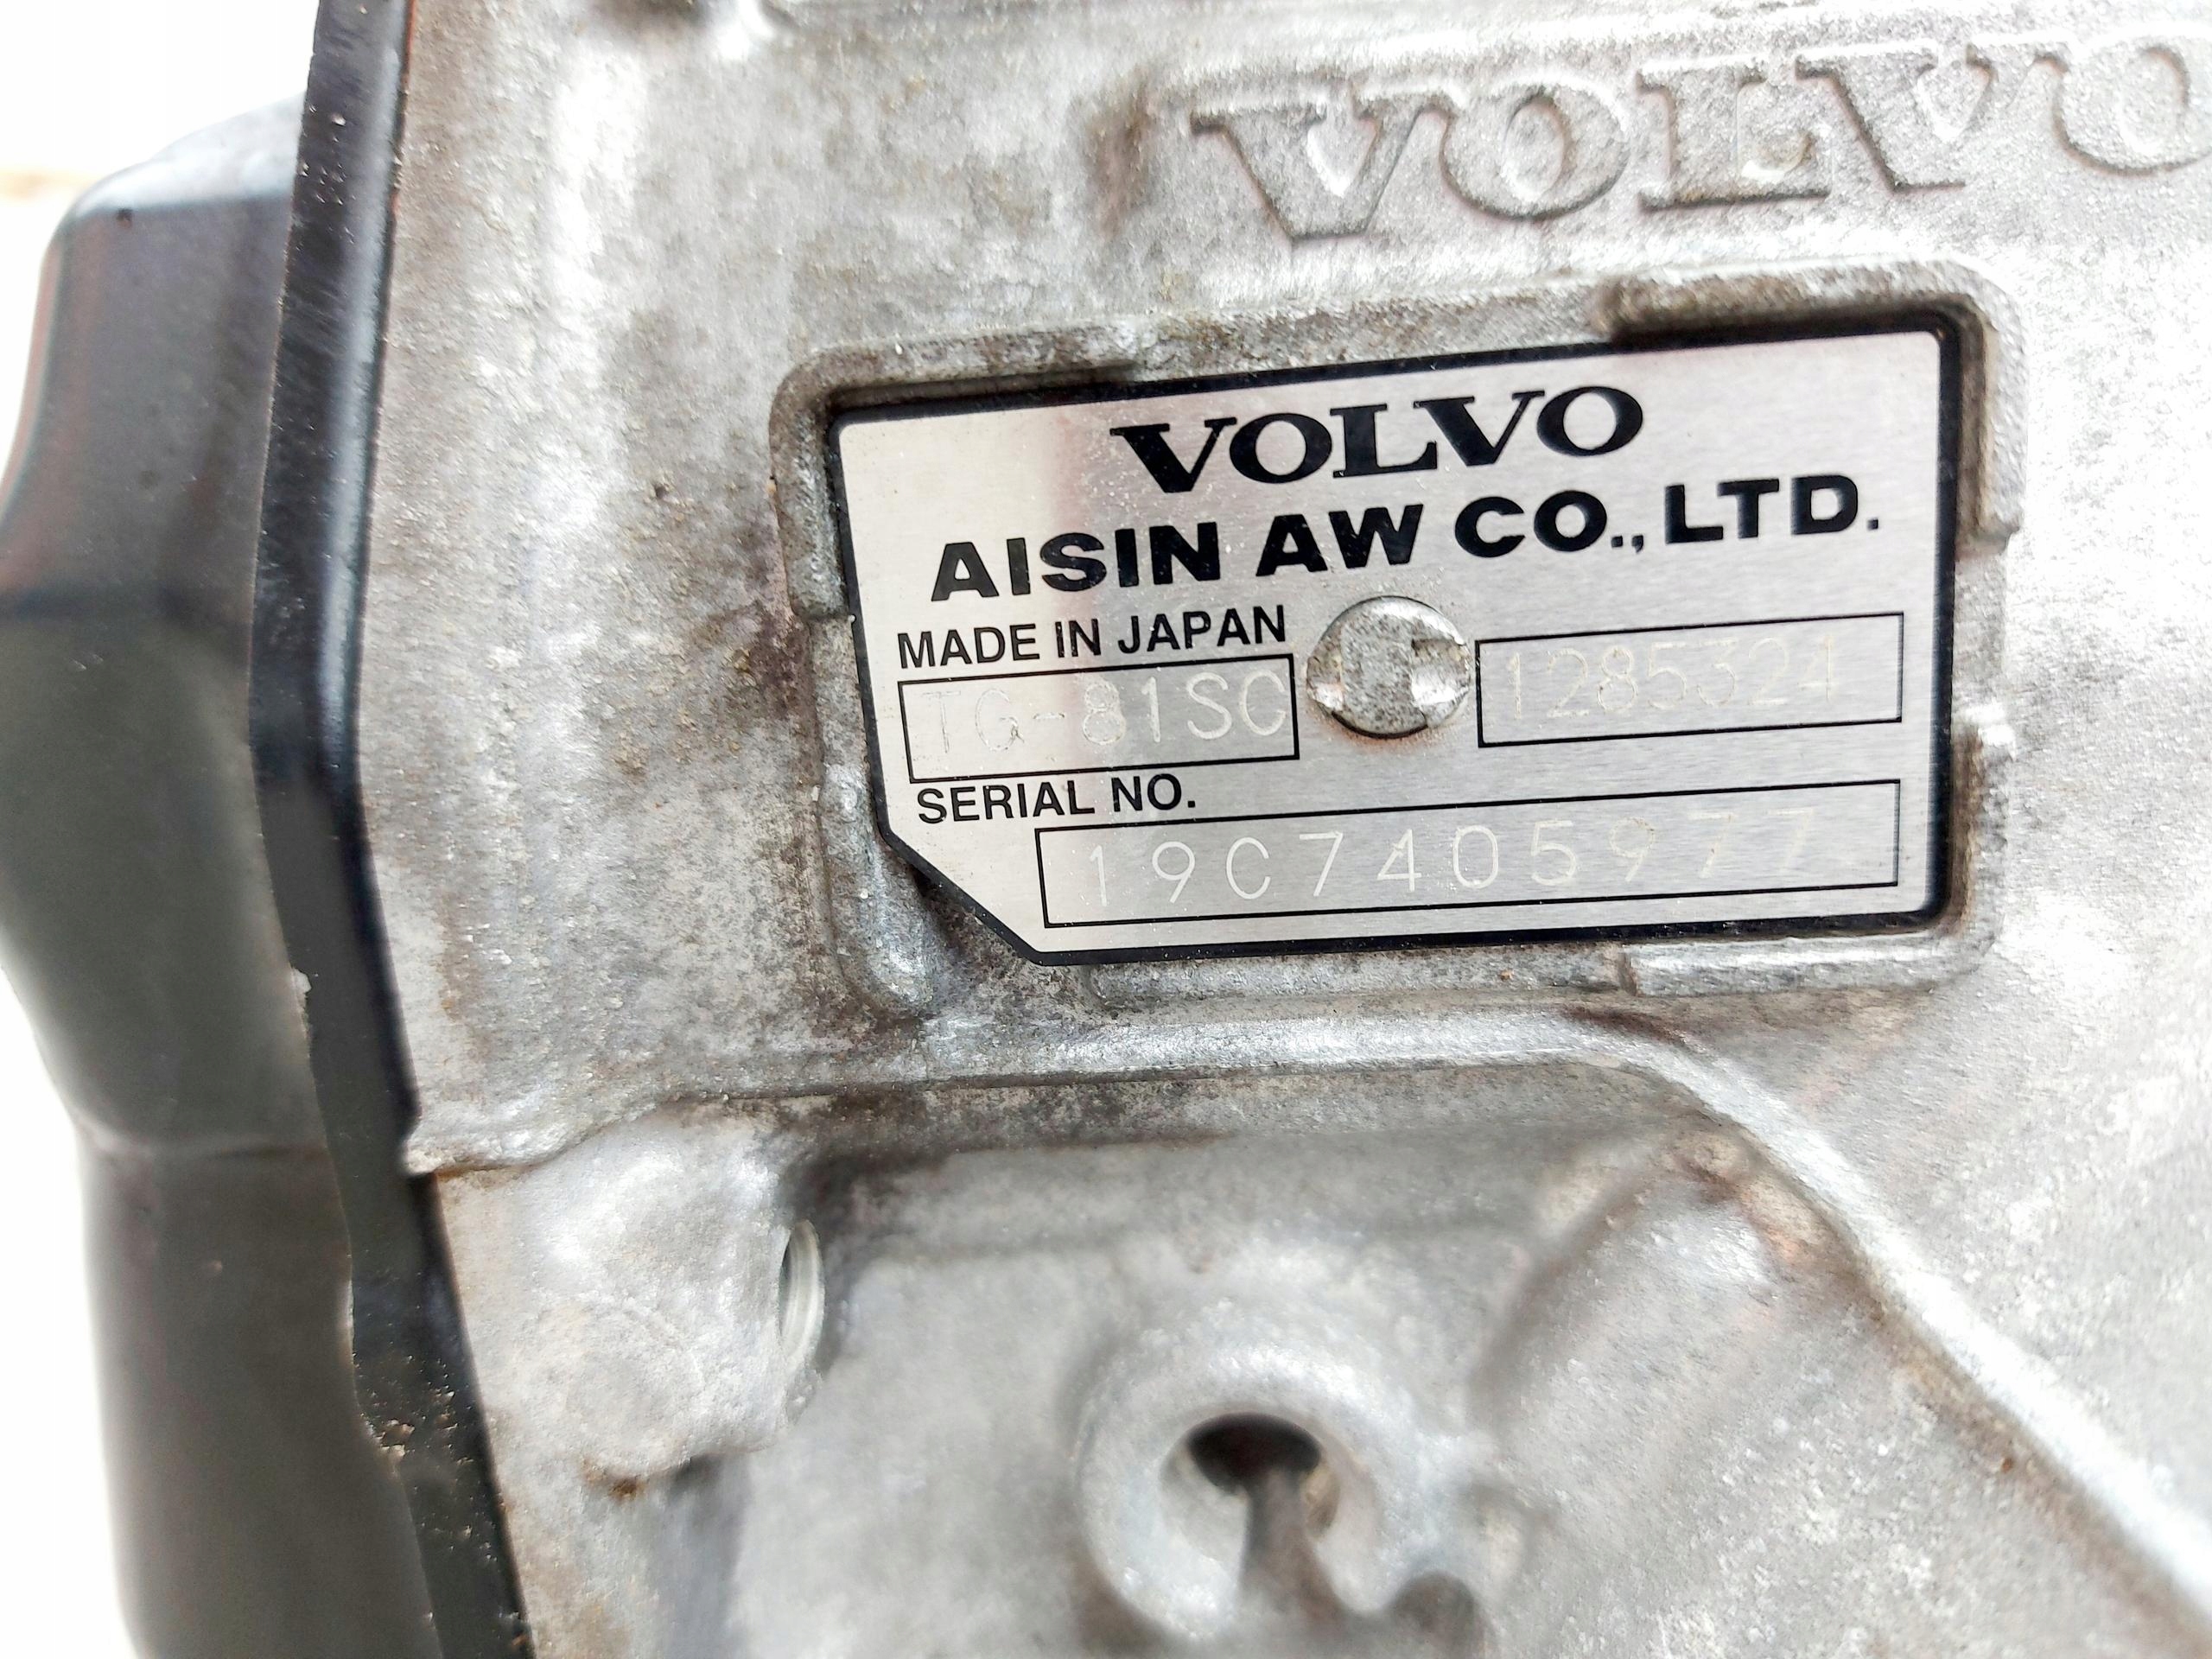 VOLVO
VOLVO
AISIN AW CO., LTD.
MADE IN JAPAN
TG-81SC 1285324
SERIAL NO.
19C7405977